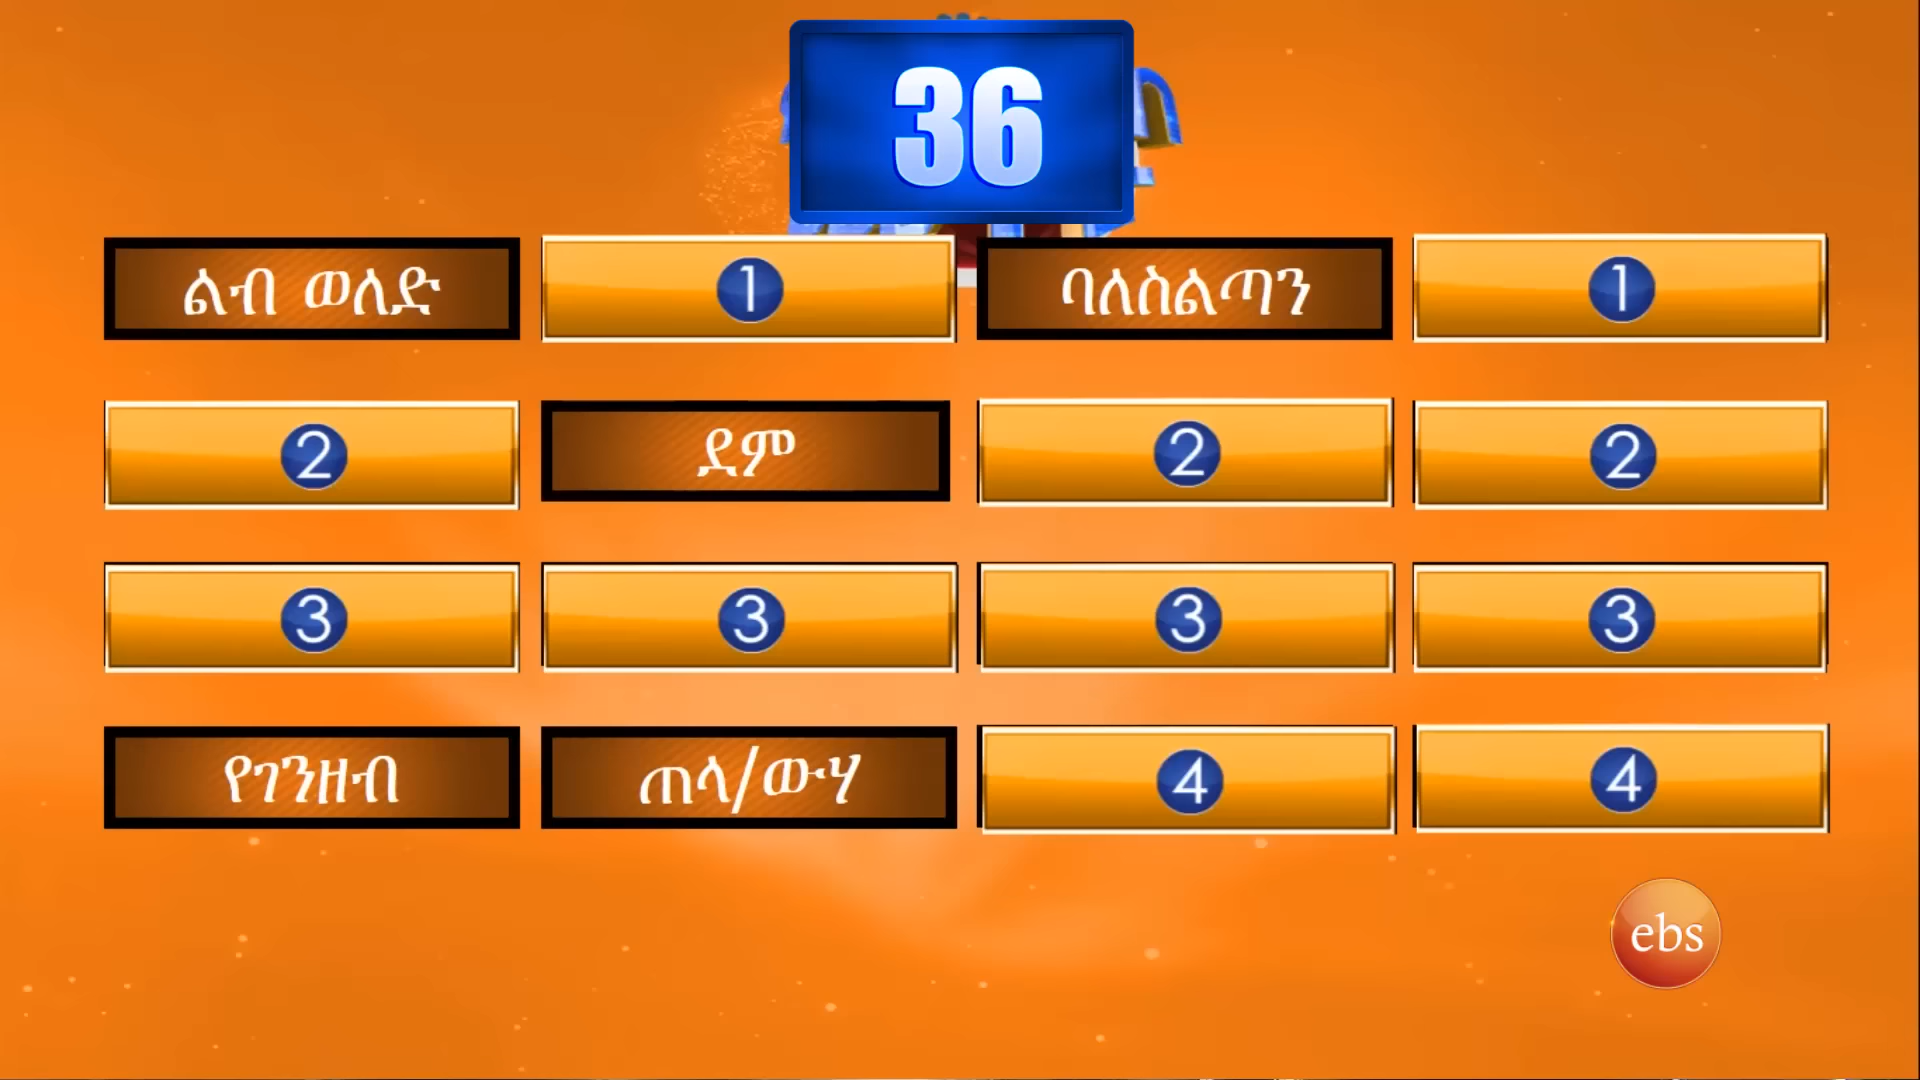 36
ልብ ወለድ 1 ባለስልጣን 1
2 ደም 2 2
3 3 3 3
የገንዘብ ጠላ/ውሃ 4 4
ebs